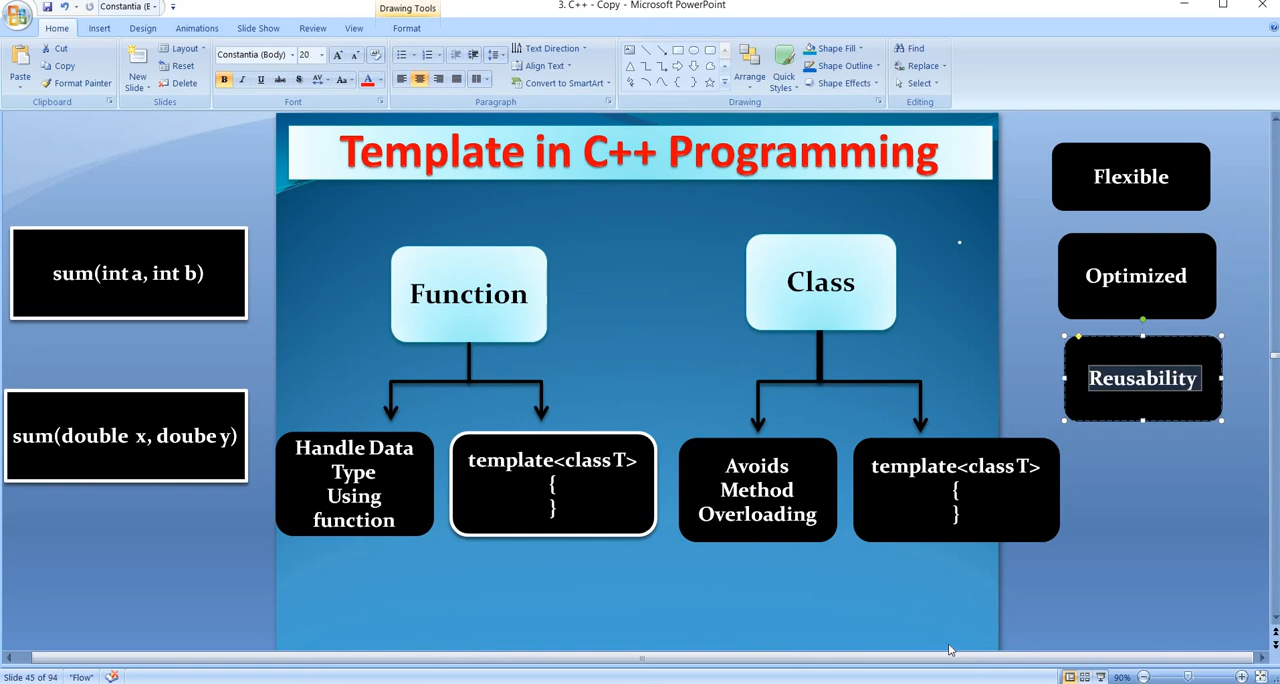 Constantia (E
Drawing Tools
3. C++ - Copy - Microsoft PowerPoint
Home Insert Design Animations Slide Show Review View Format
Paste
Cut
Copy
Format Painter
Clipboard
New
Slide
Layout
Reset
Delete
Slides
Constantia (Body) 20
A A
B I U abc S AV Aa A
Font
Text Direction
Align Text
Convert to SmartArt
Paragraph
Arrange
Quick
Styles
Shape Fill
Shape Outline
Shape Effects
Drawing
Find
Replace
Select
Editing
Template in C++ Programming
Flexible
Optimized
Reusability
sum(int a, int b)
sum(double x, doube y)
Function
Class
Handle Data
Type
Using
function
template<class T>
{
}
Avoids
Method
Overloading
template<class T>
{
}
Slide 45 of 94 "Flow" 90%